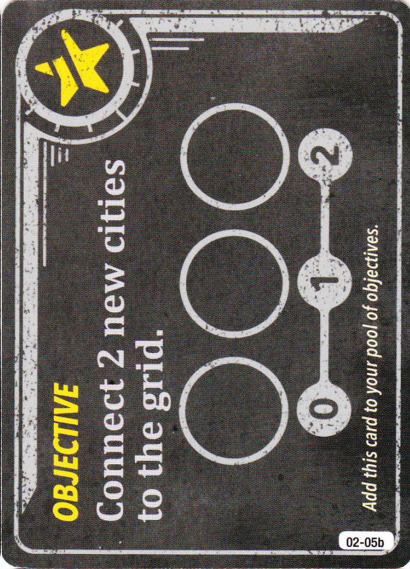 OBJECTIVE
Connect 2 new cities
to the grid.
0 1 2
Add this card to your pool of objectives.
02-05b